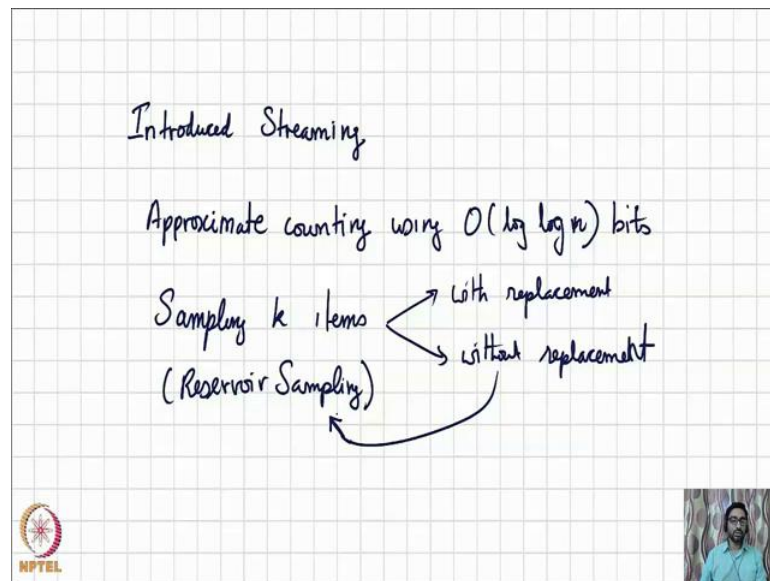 Introduced Streaming
Approximate counting using O(log log n) bits
Sampling k items
with replacement
without replacement
(Reservoir Sampling)
NPTEL